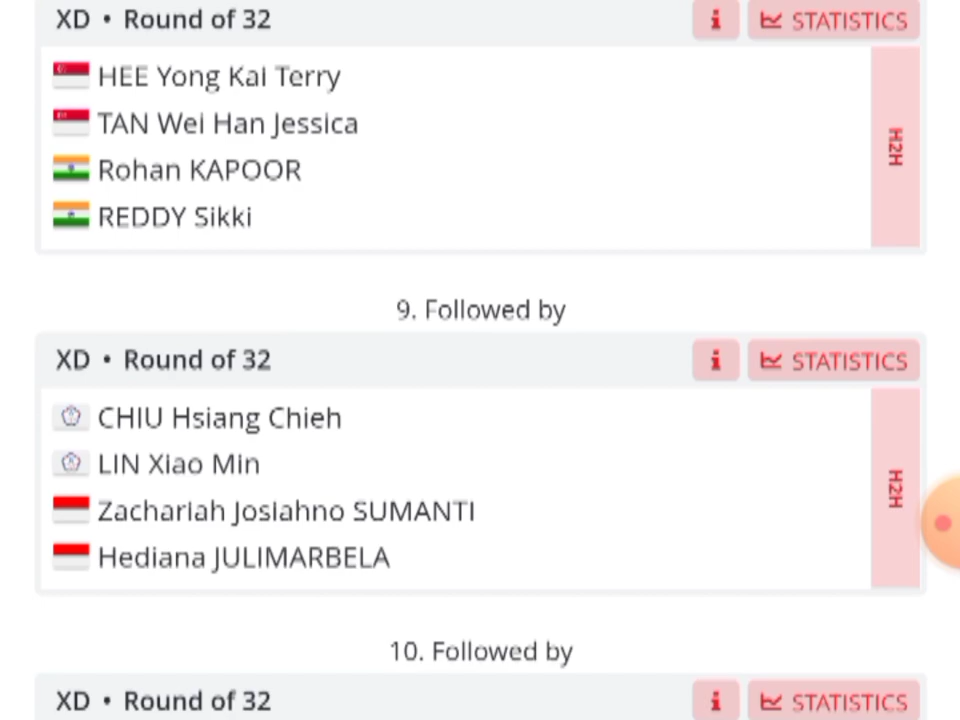 XD • Round of 32
i STATISTICS
HEE Yong Kai Terry
TAN Wei Han Jessica
Rohan KAPOOR
REDDY Sikki
H2H
9. Followed by
XD • Round of 32
i STATISTICS
CHIU Hsiang Chieh
LIN Xiao Min
Zachariah Josiahno SUMANTI
Hediana JULIMARBELA
H2H
10. Followed by
XD • Round of 32
i STATISTICS